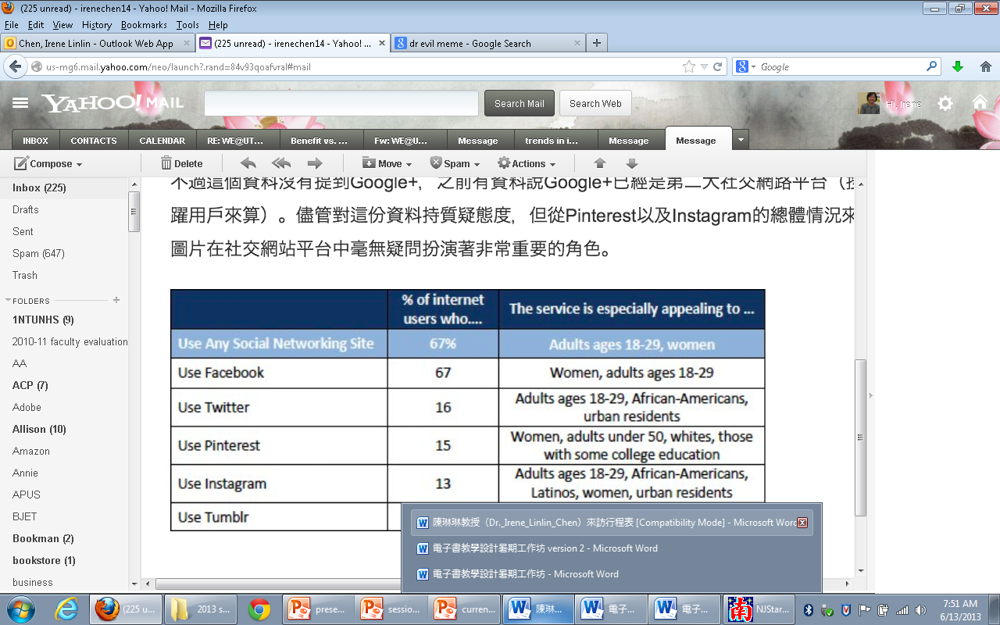 (225 unread) - irenechen14 - Yahoo! Mail - Mozilla Firefox
File Edit View History Bookmarks Tools Help
Chen, Irene Linlin - Outlook Web App
(225 unread) - irenechen14 - Yahoo! ...
dr evil meme - Google Search
us-mg6.mail.yahoo.com/neo/launch?.rand=84v93qoafvral#mail
Google
YAHOO! MAIL
Search Mail
Search Web
Hi, Irene
INBOX
CONTACTS
CALENDAR
RE: WE@UT...
Benefit vs. ...
Fw: WE@U...
Message
trends in i...
Message
Message
Compose
Delete
Move
Spam
Actions
Inbox (225)
Drafts
Sent
Spam (647)
Trash
FOLDERS
1NTUNHS (9)
2010-11 faculty evaluation
AA
ACP (7)
Adobe
Allison (10)
Amazon
Annie
APUS
BJET
Bookman (2)
bookstore (1)
business
不過這個資料沒有提到Google+，之前有資料說Google+已經是第二大社交網路平台（按
躍用戶來算）。儘管對這份資料持質疑態度，但從Pinterest以及Instagram的總體情況來
圖片在社交網站平台中毫無疑問扮演著非常重要的角色。
% of internet users who....
The service is especially appealing to ...
Use Any Social Networking Site 67% Adults ages 18-29, women
Use Facebook 67 Women, adults ages 18-29
Use Twitter 16 Adults ages 18-29, African-Americans,
urban residents
Use Pinterest 15 Women, adults under 50, whites, those
with some college education
Use Instagram 13 Adults ages 18-29, African-Americans,
Latinos, women, urban residents
Use Tumblr
陳琳琳教授（Dr._Irene_Linlin_Chen）來訪行程表 [Compatibility Mode] - Microsoft Word
電子書教學設計暑期工作坊 version 2 - Microsoft Word
電子書教學設計暑期工作坊 - Microsoft Word
(225 u...
2013 s...
prese...
sessio...
curren...
陳琳...
電子...
電子...
南
NJStar...
7:51 AM
6/13/2013